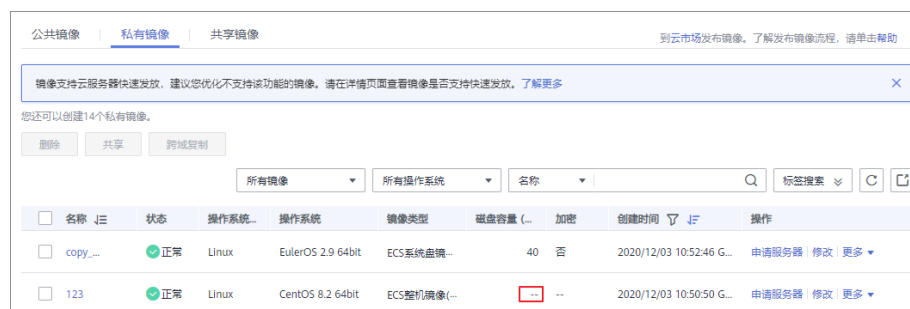 公共镜像 私有镜像 共享镜像 到云市场发布镜像。了解发布镜像流程，请单击帮助
镜像支持云服务器快速发放，建议您优化不支持该功能的镜像。请在详情页面查看镜像是否支持快速发放。了解更多
您还可以创建14个私有镜像。
删除 共享 跨域复制
所有镜像 所有操作系统 名称 标签搜索
名称 状态 操作系统... 操作系统 镜像类型 磁盘容量 (... 加密 创建时间 操作
copy_... 正常 Linux EulerOS 2.9 64bit ECS系统盘镜... 40 否 2020/12/03 10:52:46 G... 申请服务器 修改 更多
123 正常 Linux CentOS 8.2 64bit ECS整机镜像(... -- -- 2020/12/03 10:50:50 G... 申请服务器 修改 更多